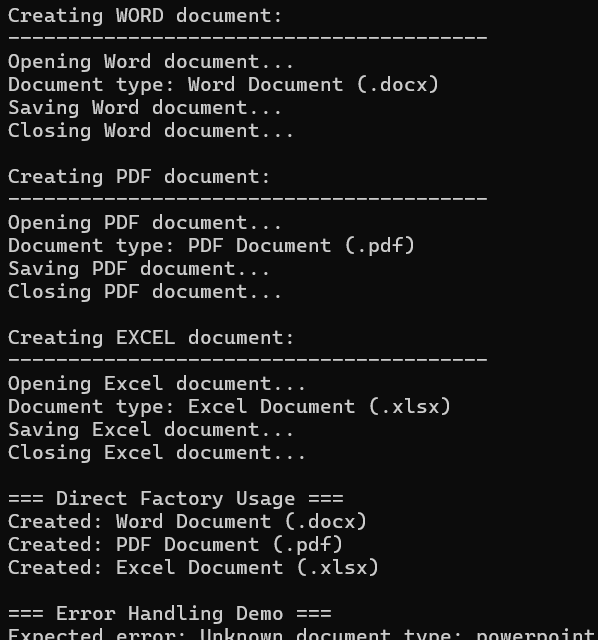 Creating WORD document:
----------------------------------------
Opening Word document...
Document type: Word Document (.docx)
Saving Word document...
Closing Word document...

Creating PDF document:
----------------------------------------
Opening PDF document...
Document type: PDF Document (.pdf)
Saving PDF document...
Closing PDF document...

Creating EXCEL document:
----------------------------------------
Opening Excel document...
Document type: Excel Document (.xlsx)
Saving Excel document...
Closing Excel document...

=== Direct Factory Usage ===
Created: Word Document (.docx)
Created: PDF Document (.pdf)
Created: Excel Document (.xlsx)

=== Error Handling Demo ===
Expected error: Unknown document type: powerpoint